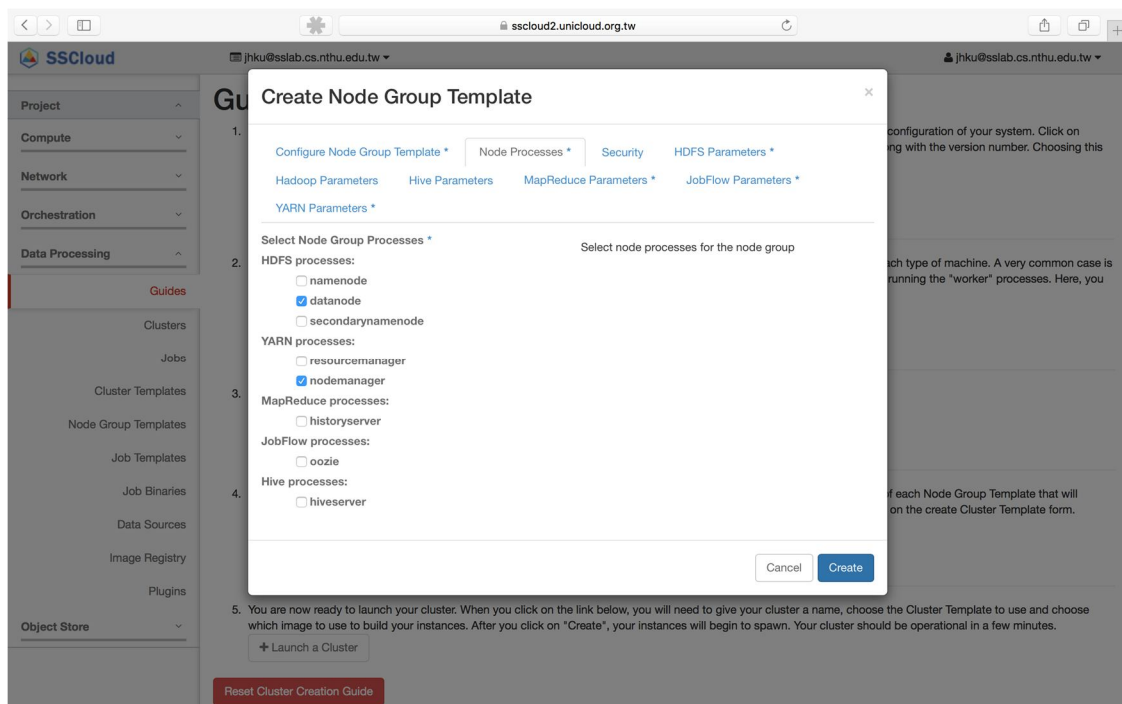 sscloud2.unicloud.org.tw
SSCloud
jhku@sslab.cs.nthu.edu.tw
jhku@sslab.cs.nthu.edu.tw
Project
Compute
Network
Orchestration
Data Processing
Guides
Clusters
Jobs
Cluster Templates
Node Group Templates
Job Templates
Job Binaries
Data Sources
Image Registry
Plugins
Object Store
Gu
1.
configuration of your system. Click on
ng with the version number. Choosing this
2.
ach type of machine. A very common case is
running the "worker" processes. Here, you
3.
4.
of each Node Group Template that will
on the create Cluster Template form.
Create Node Group Template
×
Configure Node Group Template * Node Processes * Security HDFS Parameters *
Hadoop Parameters Hive Parameters MapReduce Parameters * JobFlow Parameters *
YARN Parameters *
Select Node Group Processes *
Select node processes for the node group
HDFS processes:
namenode
datanode
secondarynamenode
YARN processes:
resourcemanager
nodemanager
MapReduce processes:
historyserver
JobFlow processes:
oozie
Hive processes:
hiveserver
Cancel Create
5. You are now ready to launch your cluster. When you click on the link below, you will need to give your cluster a name, choose the Cluster Template to use and choose
which image to use to build your instances. After you click on "Create", your instances will begin to spawn. Your cluster should be operational in a few minutes.
+ Launch a Cluster
Reset Cluster Creation Guide